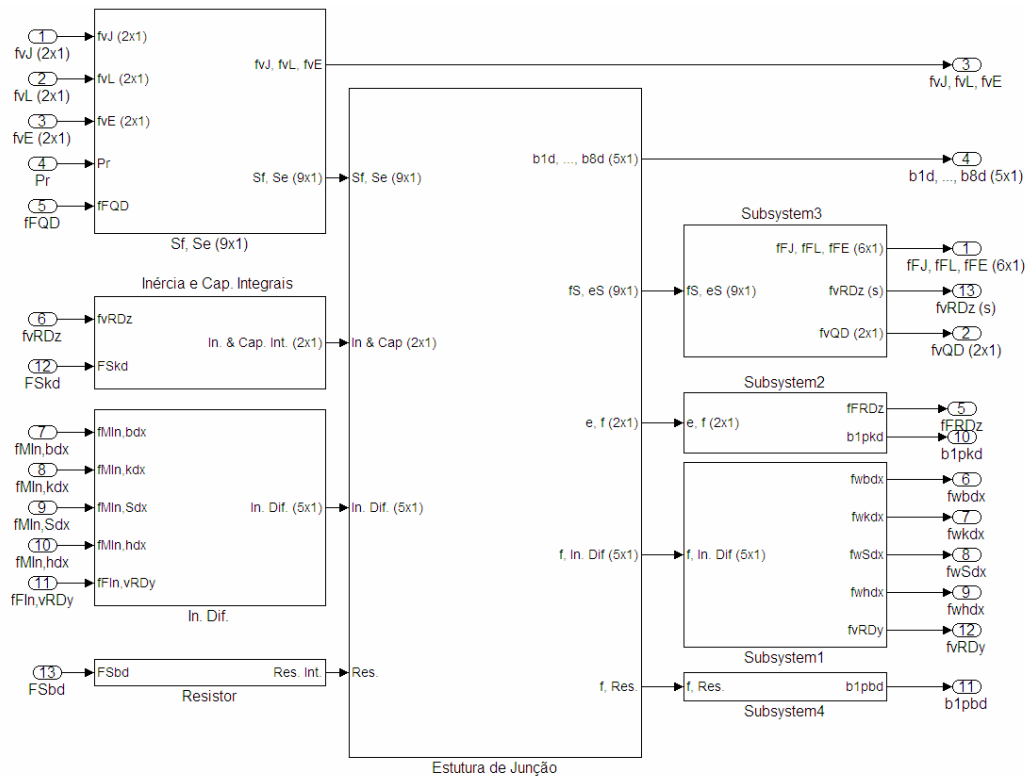 1
fvJ (2x1)
2
fvL (2x1)
3
fvE (2x1)
4
Pr
5
fFQD
fvJ (2x1)
fvL (2x1)
fvE (2x1)
Pr
fFQD
fvJ, fvL, fvE
Sf, Se (9x1)
Sf, Se (9x1)
3
fvJ, fvL, fvE
Inércia e Cap. Integrais
6
fvRDz
12
FSkd
fvRDz
FSkd
In. & Cap. Int. (2x1)
7
fMIn,bdx
8
fMIn,kdx
9
fMIn,Sdx
10
fMIn,hdx
11
fFIn,vRDy
fMIn,bdx
fMIn,kdx
fMIn,Sdx
fMIn,hdx
fFIn,vRDy
In. Dif. (5x1)
In. Dif.
13
FSbd
FSbd
Res. Int.
Resistor
Sf, Se (9x1)
In & Cap (2x1)
In. Dif. (5x1)
Res.
b1d, ..., b8d (5x1)
fS, eS (9x1)
e, f (2x1)
f, In. Dif (5x1)
f, Res.
Estutura de Junção
4
b1d, ..., b8d (5x1)
Subsystem3
fS, eS (9x1)
fFJ, fFL, fFE (6x1)
fvRDz (s)
fvQD (2x1)
1
fFJ, fFL, fFE (6x1)
13
fvRDz (s)
2
fvQD (2x1)
Subsystem2
e, f (2x1)
fFRDz
b1pkd
5
fFRDz
10
b1pkd
f, In. Dif (5x1)
fwbdx
fwkdx
fwSdx
fwhdx
fvRDy
Subsystem1
6
fwbdx
7
fwkdx
8
fwSdx
9
fwhdx
12
fvRDy
f, Res.
b1pbd
Subsystem4
11
b1pbd